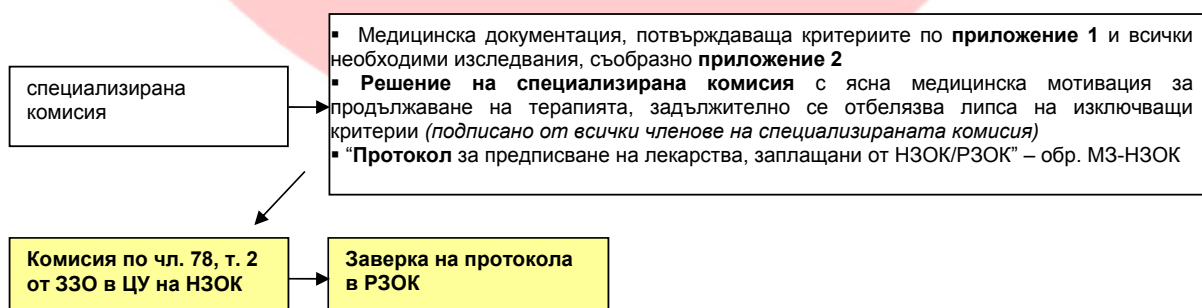 специализирана
комисия
▪ Медицинска документация, потвърждаваща критериите по приложение 1 и всички
необходими изследвания, съобразно приложение 2
▪ Решение на специализирана комисия с ясна медицинска мотивация за
продължаване на терапията, задължително се отбелязва липса на изключващи
критерии (подписано от всички членове на специализираната комисия)
▪ “Протокол за предписване на лекарства, заплащани от НЗОК/РЗОК” – обр. МЗ-НЗОК
Комисия по чл. 78, т. 2
от ЗЗО в ЦУ на НЗОК
Заверка на протокола
в РЗОК